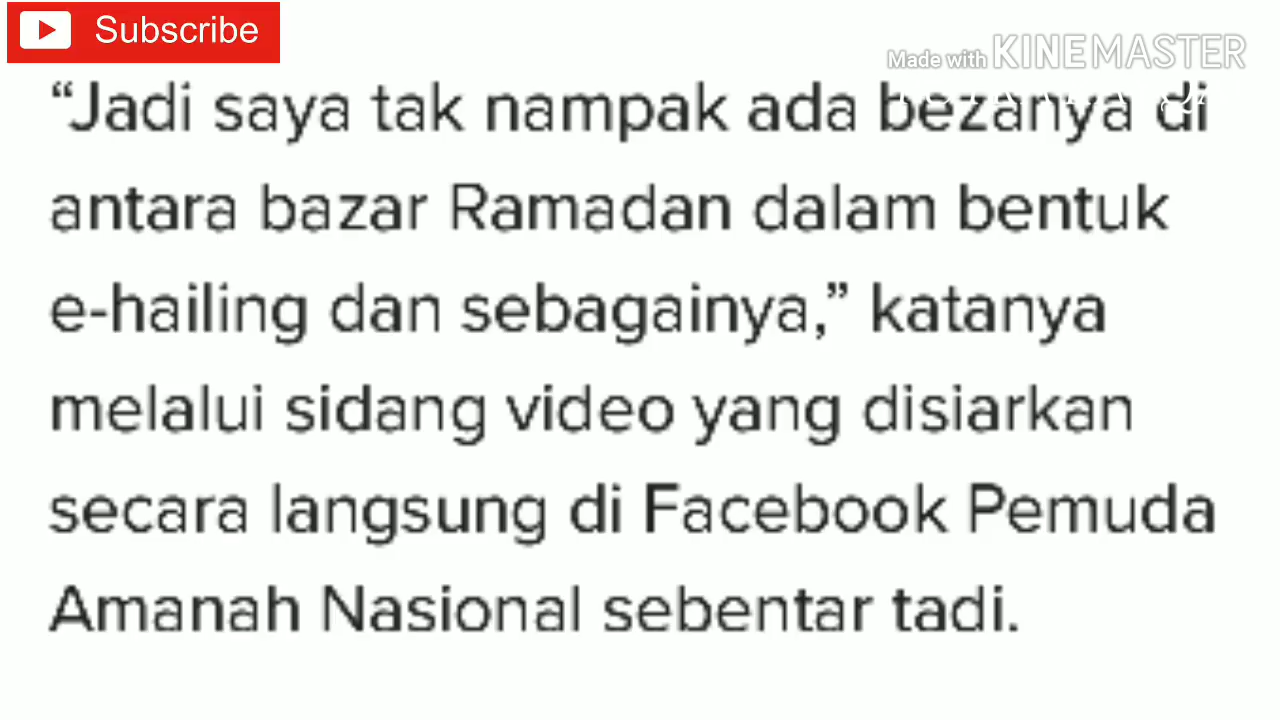 Subscribe
Made with KINEMASTER
“Jadi saya tak nampak ada bezanya di
antara bazar Ramadan dalam bentuk
e-hailing dan sebagainya,” katanya
melalui sidang video yang disiarkan
secara langsung di Facebook Pemuda
Amanah Nasional sebentar tadi.